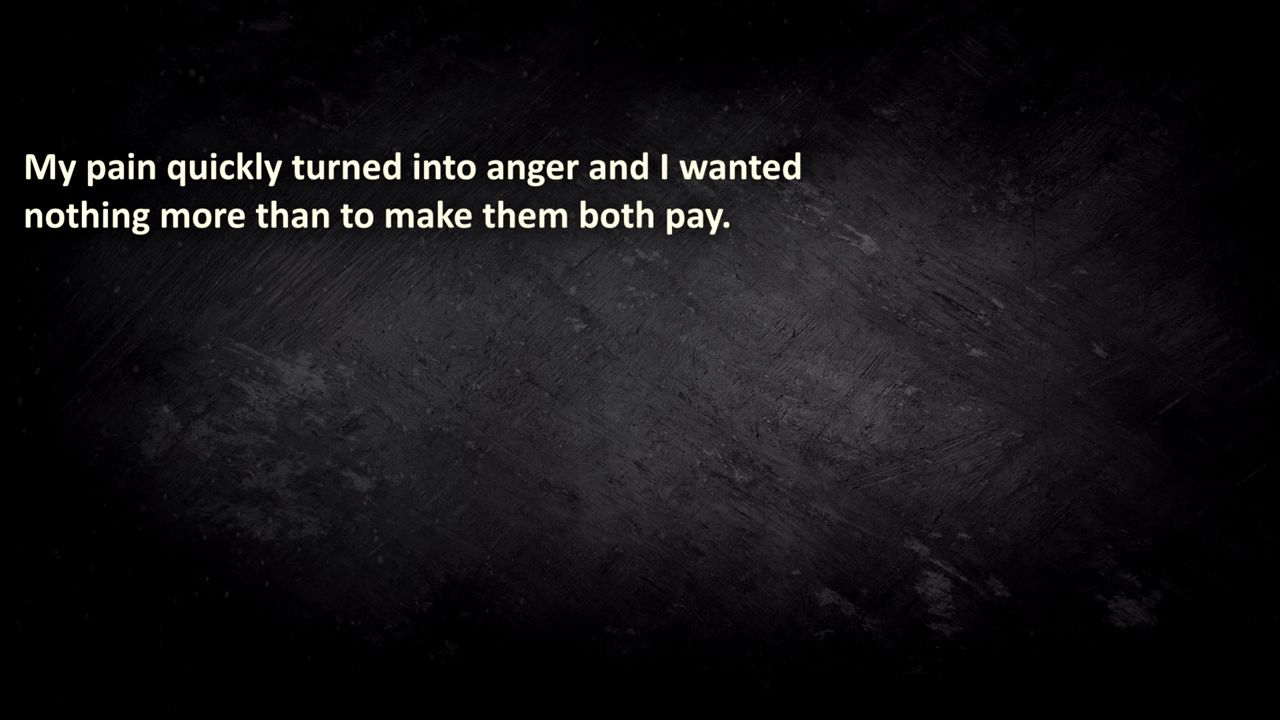 My pain quickly turned into anger and I wanted
nothing more than to make them both pay.